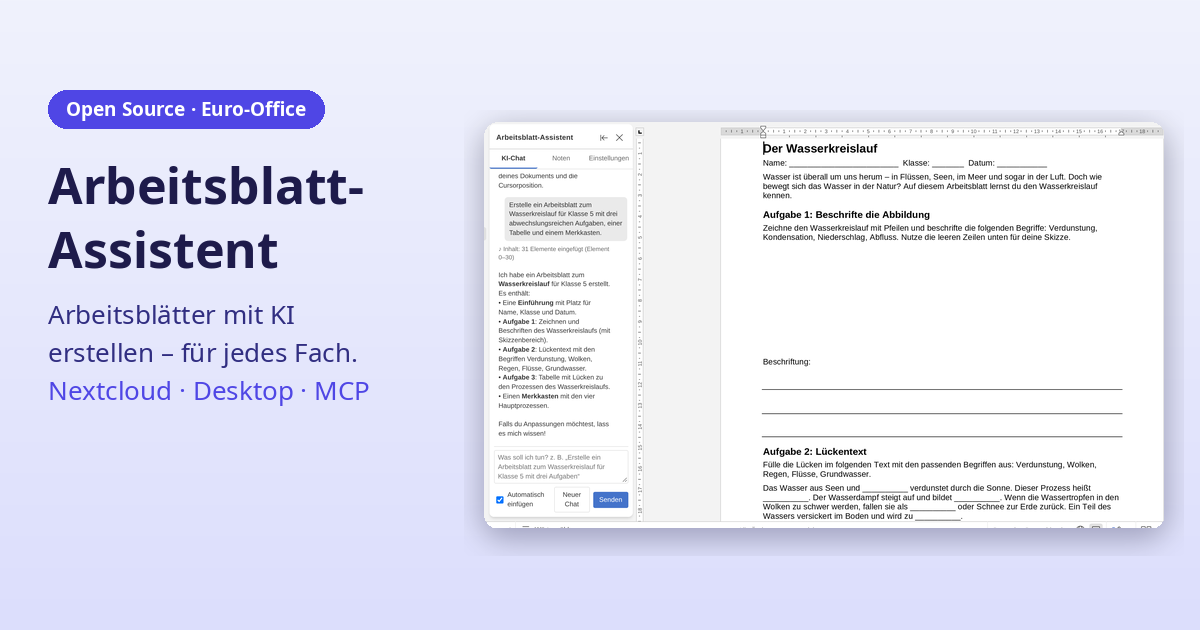 Open Source · Euro-Office
Arbeitsblatt-
Assistent
Arbeitsblätter mit KI
erstellen – für jedes Fach.
Nextcloud · Desktop · MCP
Arbeitsblatt-Assistent
KI-Chat Noten Einstellungen
deines Dokuments und die
Cursorposition.
Erstelle ein Arbeitsblatt zum
Wasserkreislauf für Klasse 5 mit drei
abwechslungsreichen Aufgaben, einer
Tabelle und einem Merkkasten.
♪ Inhalt: 31 Elemente eingefügt (Element
0–30)
Ich habe ein Arbeitsblatt zum
Wasserkreislauf für Klasse 5 erstellt.
Es enthält:
• Eine Einführung mit Platz für
Name, Klasse und Datum.
• Aufgabe 1: Zeichnen und
Beschriften des Wasserkreislaufs (mit
Skizzenbereich).
• Aufgabe 2: Lückentext mit den
Begriffen Verdunstung, Wolken,
Regen, Flüsse, Grundwasser.
• Aufgabe 3: Tabelle mit Lücken zu
den Prozessen des Wasserkreislaufs.
• Einen Merkkasten mit den vier
Hauptprozessen.
Falls du Anpassungen möchtest, lass
es mich wissen!
Was soll ich tun? z. B. „Erstelle ein
Arbeitsblatt zum Wasserkreislauf für
Klasse 5 mit drei Aufgaben"
Automatisch
einfügen
Neuer
Chat
Senden
Der Wasserkreislauf
Name: _________________________ Klasse: _______ Datum: __________________
Wasser ist überall um uns herum – in Flüssen, Seen, im Meer und sogar in der Luft. Doch wie
bewegt sich das Wasser in der Natur? Auf diesem Arbeitsblatt lernst du den Wasserkreislauf
kennen.
Aufgabe 1: Beschrifte die Abbildung
Zeichne den Wasserkreislauf mit Pfeilen und beschrifte die folgenden Begriffe: Verdunstung,
Kondensation, Niederschlag, Abfluss. Nutze die leeren Zeilen unten für deine Skizze.
Beschriftung:
Aufgabe 2: Lückentext
Fülle die Lücken im folgenden Text mit den passenden Begriffen aus: Verdunstung, Wolken,
Regen, Flüsse, Grundwasser.
Das Wasser aus Seen und __________ verdunstet durch die Sonne. Dieser Prozess heißt
__________. Der Wasserdampf steigt auf und bildet __________. Wenn die Wassertropfen in den
Wolken zu schwer werden, fallen sie als __________ oder Schnee zur Erde zurück. Ein Teil des
Wassers versickert im Boden und wird zu __________.